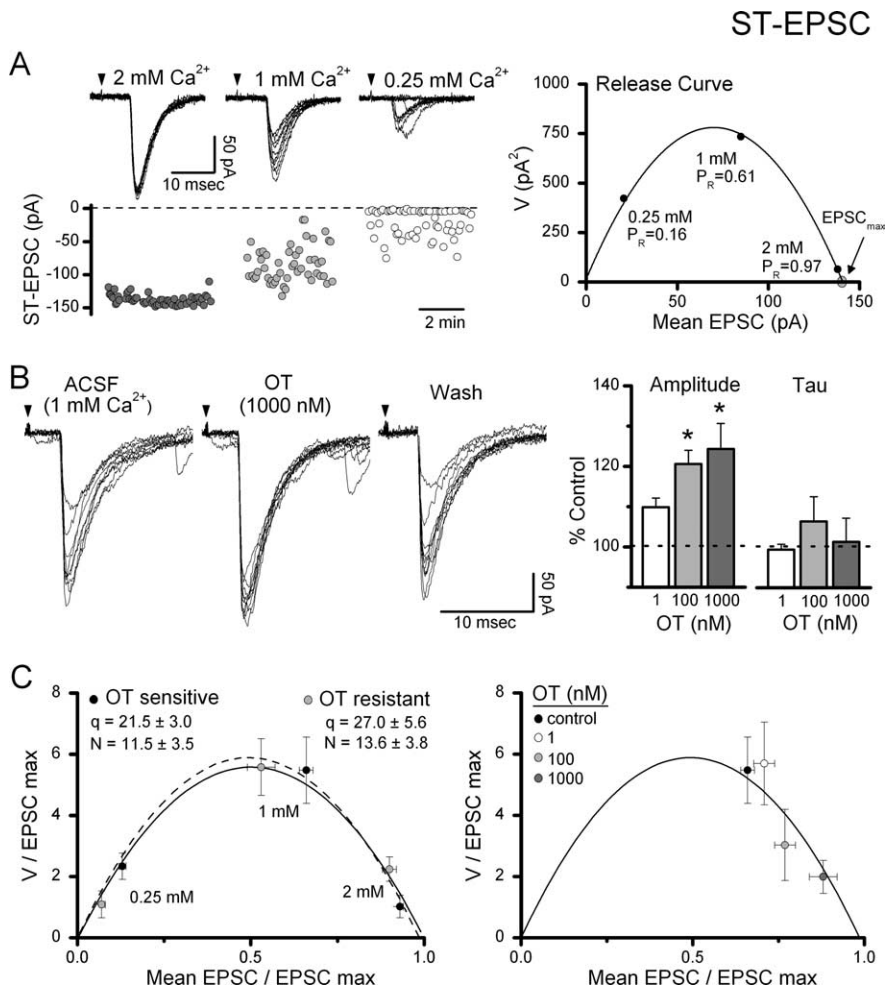 ST-EPSC
A
2 mM Ca²⁺
1 mM Ca²⁺
0.25 mM Ca²⁺
50 pA
10 msec
ST-EPSC (pA)
0
-50
-100
-150
2 min
Release Curve
V (pA²)
1000
750
500
250
0
1 mM
P_R=0.61
0.25 mM
P_R=0.16
2 mM
P_R=0.97
EPSC_max
0
50
100
150
Mean EPSC (pA)
B
ACSF
(1 mM Ca²⁺)
OT
(1000 nM)
Wash
50 pA
10 msec
% Control
140
120
100
Amplitude
Tau
*
*
1
100
1000
1
100
1000
OT (nM)
OT (nM)
C
V / EPSC max
8
6
4
2
0
OT sensitive
q = 21.5 ± 3.0
N = 11.5 ± 3.5
OT resistant
q = 27.0 ± 5.6
N = 13.6 ± 3.8
1 mM
0.25 mM
2 mM
0.0
0.5
1.0
Mean EPSC / EPSC max
V / EPSC max
8
6
4
2
0
OT (nM)
control
1
100
1000
0.0
0.5
1.0
Mean EPSC / EPSC max